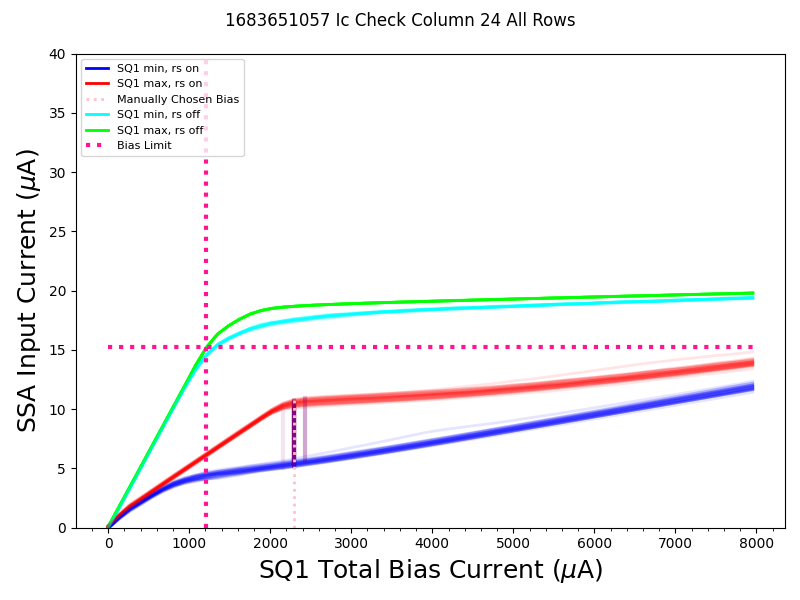 1683651057 Ic Check Column 24 All Rows
40
35
30
25
20
15
10
5
0
SSA Input Current (μA)
SQ1 min, rs on
SQ1 max, rs on
Manually Chosen Bias
SQ1 min, rs off
SQ1 max, rs off
Bias Limit
0 1000 2000 3000 4000 5000 6000 7000 8000
SQ1 Total Bias Current (μA)